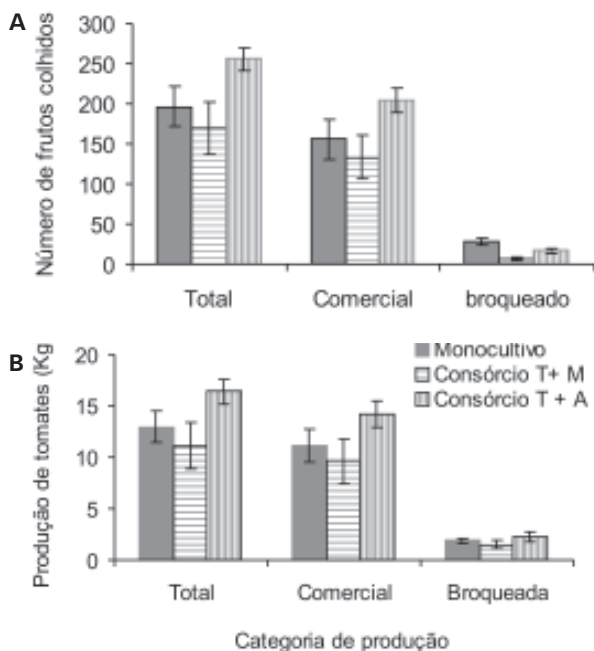 A
Número de frutos colhidos
300
250
200
150
100
50
0
Total Comercial broqueado
B
Produção de tomates (Kg
20
15
10
5
0
Monocultivo
Consórcio T+ M
Consórcio T + A
Total Comercial Broqueada
Categoria de produção